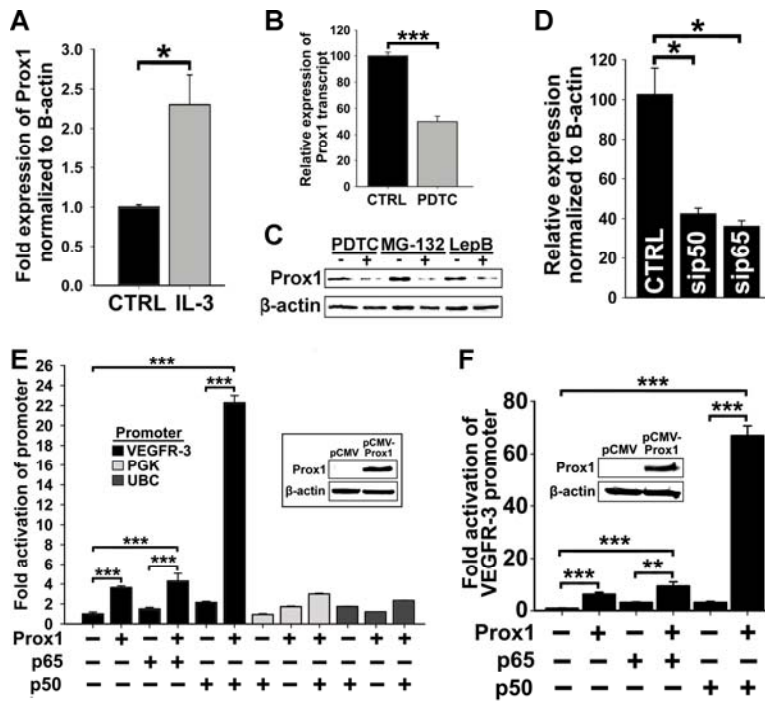 A
Fold expression of Prox1
normalized to B-actin
3.0
2.5
2.0
1.5
1.0
0.5
0.0
*
CTRL IL-3
B
Relative expression of
Prox1 transcript
120
100
80
60
40
20
0
***
CTRL PDTC
C
PDTC MG-132 LepB
- + - + - +
Prox1
β-actin
D
Relative expression
normalized to B-actin
120
100
80
60
40
20
0
*
*
CTRL
sip50
sip65
E
Fold activation of promoter
26
24
22
20
18
16
14
12
10
8
6
4
2
0
***
***
***
***
***
Promoter
VEGFR-3
PGK
UBC
pCMV
pCMV-
Prox1
Prox1
β-actin
Prox1 - + - + - + - + + - + +
p65 - - + + - - - - - - - -
p50 - - - - + + + - + + - +
F
Fold activation of
VEGFR-3 promoter
80
60
40
20
0
***
***
***
***
**
pCMV
pCMV-
Prox1
Prox1
β-actin
Prox1 - + - + - +
p65 - - + + - -
p50 - - - - + +